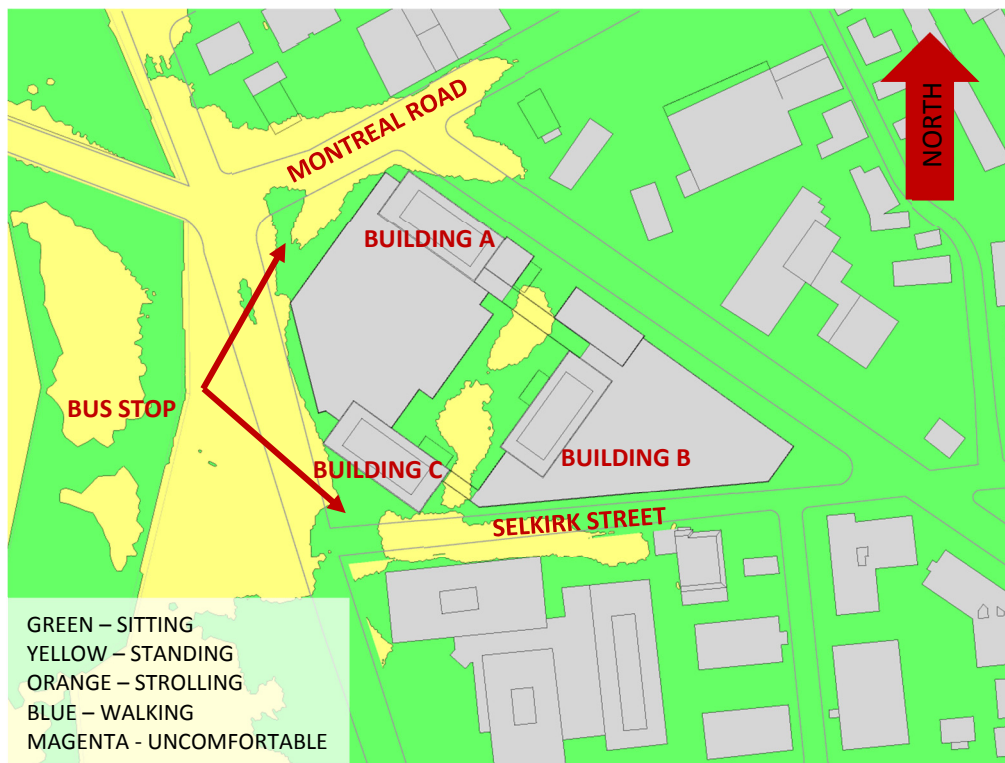 MONTREAL ROAD
NORTH
BUILDING A
BUS STOP
BUILDING C
BUILDING B
SELKIRK STREET
GREEN – SITTING
YELLOW – STANDING
ORANGE – STROLLING
BLUE – WALKING
MAGENTA - UNCOMFORTABLE